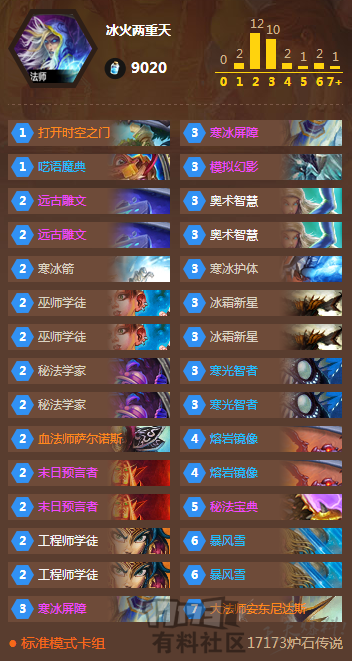 冰火两重天
法师
9020
0 2 12 10 2 1 2 1
0 1 2 3 4 5 6 7+
1 打开时空之门
1 呓语魔典
2 远古雕文
2 远古雕文
2 寒冰箭
2 巫师学徒
2 巫师学徒
2 秘法学家
2 秘法学家
2 血法师萨尔诺斯
2 末日预言者
2 末日预言者
2 工程师学徒
2 工程师学徒
3 寒冰屏障
3 寒冰屏障
3 模拟幻影
3 奥术智慧
3 奥术智慧
3 寒冰护体
3 冰霜新星
3 冰霜新星
3 寒光智者
3 寒光智者
4 熔岩镜像
4 熔岩镜像
5 秘法宝典
6 暴风雪
6 暴风雪
7 大法师安东尼达斯
标准模式卡组
有料社区
17173炉石传说